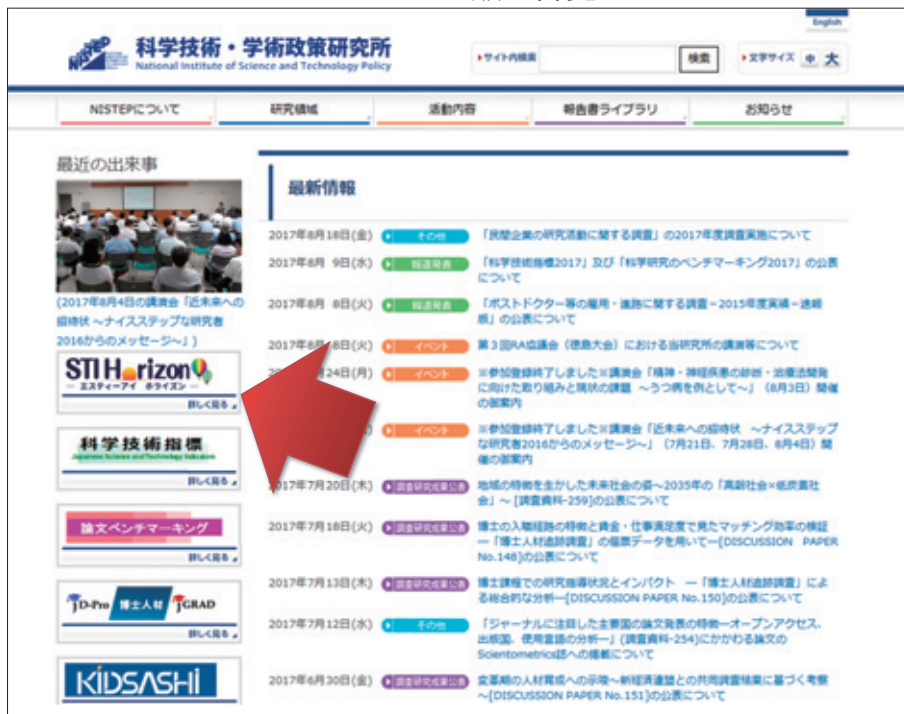 English
NISTEP
科学技術・学術政策研究所
National Institute of Science and Technology Policy
サイト内検索
検索
文字サイズ 中 大
NISTEPについて
研究領域
活動内容
報告書ライブラリ
お知らせ
最近の出来事
(2017年8月4日の講演会「近未来への
招待状 ~ナイスステップな研究者
2016からのメッセージ~」)
STI Horizon
エスティーアイ ホライズン
詳しく見る
科学技術指標
Japanese Science and Technology Indicators
詳しく見る
論文ベンチマーキング
詳しく見る
JD-Pro 博士人材 JGRAD
詳しく見る
KIDSASHI
最新情報
2017年8月18日(金) その他 「民間企業の研究活動に関する調査」の2017年度調査実施について
2017年8月 9日(水) 報道発表 「科学技術指標2017」及び「科学研究のベンチマーキング2017」の公表
について
2017年8月 8日(火) 報道発表 「ポストドクター等の雇用・進路に関する調査-2015年度実績-速報
版」の公表について
2017年8月 8日(火) イベント 第3回RA協議会(徳島大会)における当研究所の講演等について
24日(月) イベント ※参加登録終了しました※講演会「精神・神経疾患の診断・治療法開発
に向けた取り組みと現状の課題 ~うつ病を例として~」(8月3日)開催
の御案内
イベント ※参加登録終了しました※講演会「近未来への招待状 ~ナイスステップ
な研究者2016からのメッセージ~」(7月21日、7月28日、8月4日)開
催の御案内
2017年7月20日(木) 調査研究成果公表 地域の特徴を生かした未来社会の姿~2035年の「高齢社会×低炭素社
会」~[調査資料-259]の公表について
2017年7月18日(火) 調査研究成果公表 博士の入職経路の特徴と賃金・仕事満足度で見たマッチング効率の検証
―「博士人材追跡調査」の個票データを用いて―[DISCUSSION PAPER
No.148]の公表について
2017年7月13日(木) 調査研究成果公表 博士課程での研究指導状況とインパクト ―「博士人材追跡調査」によ
る総合的な分析―[DISCUSSION PAPER No.150]の公表について
2017年7月12日(水) その他 「ジャーナルに注目した主要国の論文発表の特徴―オープンアクセス、
出版国、使用言語の分析―」(調査資料-254)にかかわる論文の
Scientometrics誌への掲載について
2017年6月30日(金) 調査研究成果公表 変革期の人材育成への示唆~新経済連盟との共同調査結果に基づく考察
~[DISCUSSION PAPER No.151]の公表について